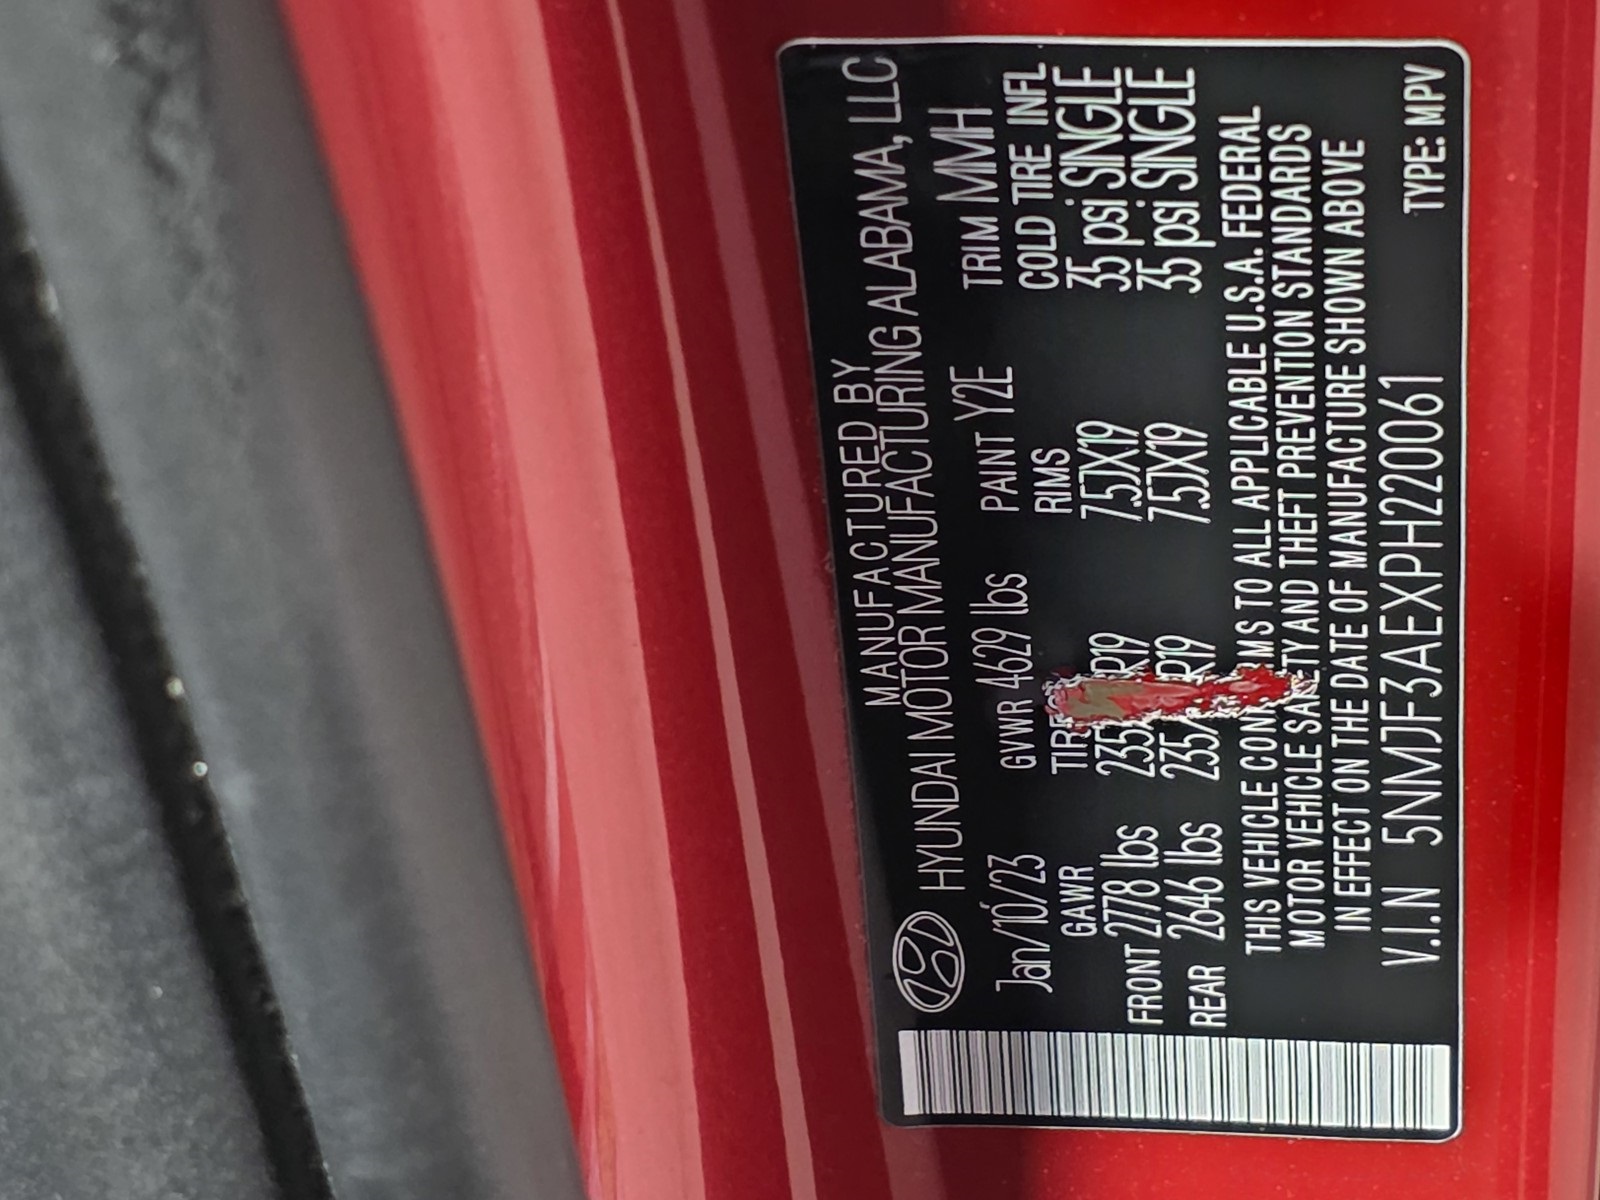 MANUFACTURED BY
HYUNDAI MOTOR MANUFACTURING ALABAMA, LLC
Jan/10/23 GVWR 4629 lbs PAINT Y2E TRIM MMH
GAWR RIMS COLD TIRE INFL
FRONT 2778 lbs 7.5JX19 35 psi SINGLE
REAR 2646 lbs 7.5JX19 35 psi SINGLE
THIS VEHICLE TO ALL APPLICABLE U.S.A. FEDERAL
MOTOR VEHICLE SAFETY AND THEFT PREVENTION STANDARDS
IN EFFECT ON THE DATE OF MANUFACTURE SHOWN ABOVE
V.I.N 5NMJF3AEXPH220061 TYPE: MPV